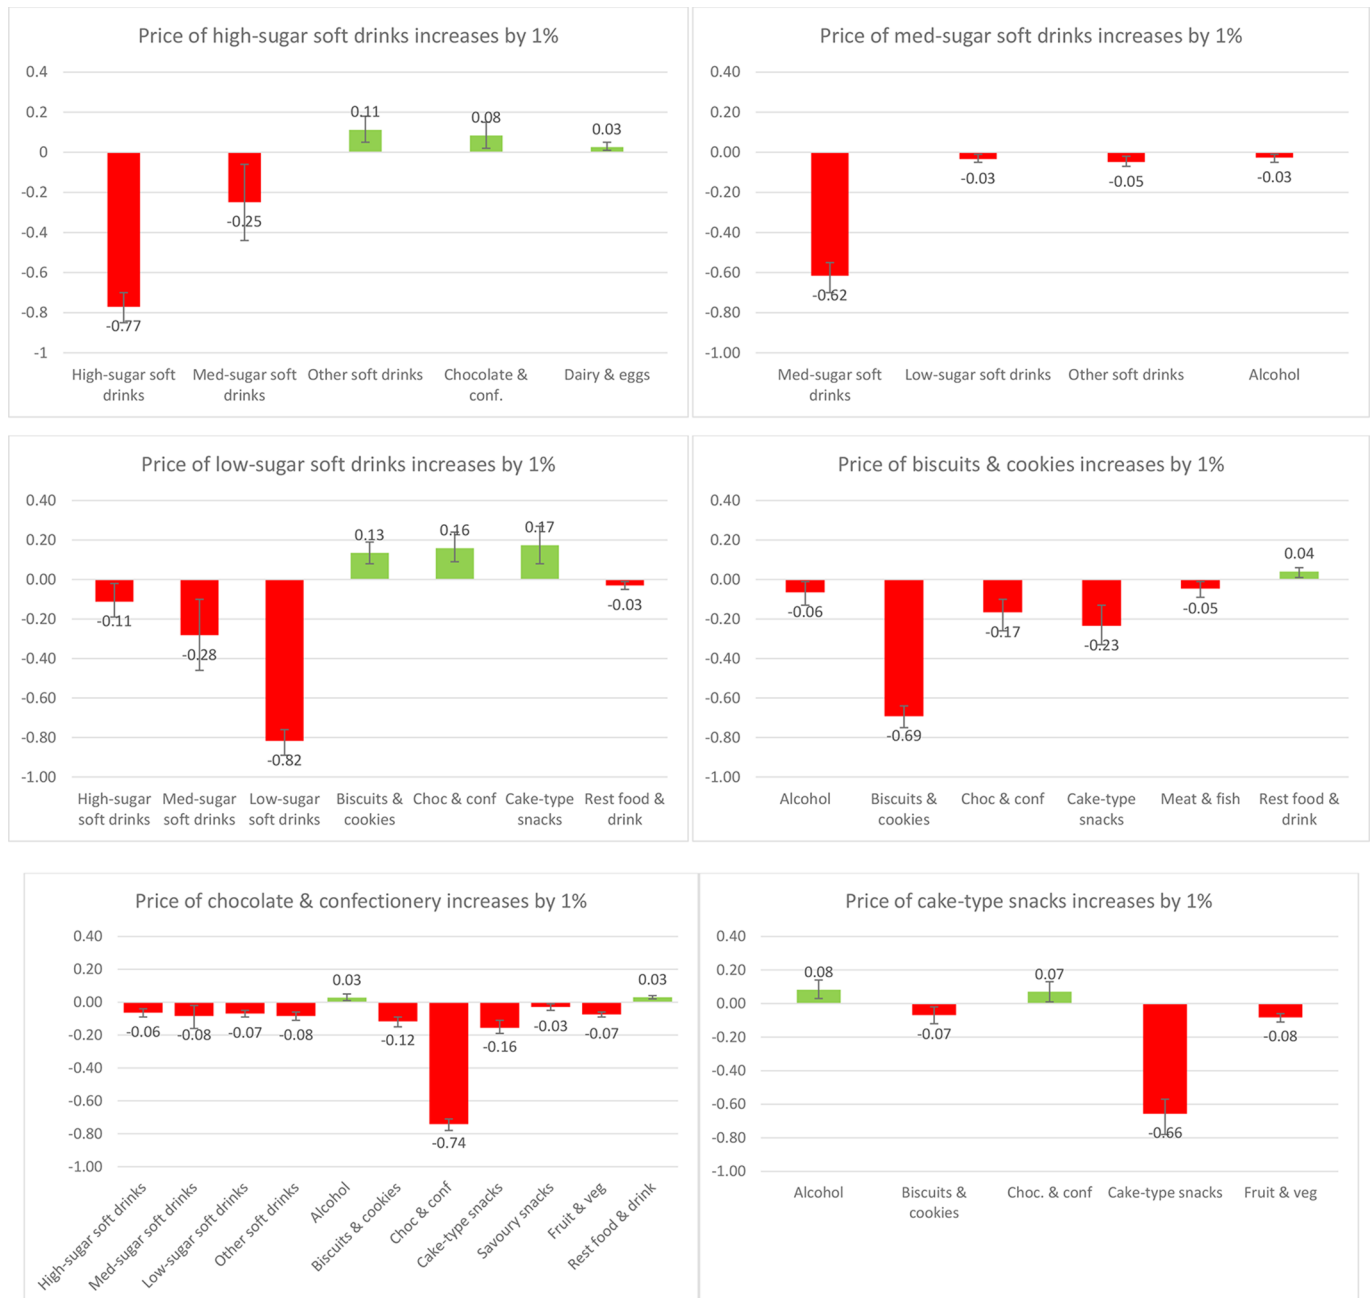 Price of high-sugar soft drinks increases by 1%
0.4
0.2
0
-0.2
-0.4
-0.6
-0.8
-1
0.11
0.08
0.03
-0.25
-0.77
High-sugar soft
drinks
Med-sugar soft
drinks
Other soft drinks
Chocolate &
conf.
Dairy & eggs
Price of med-sugar soft drinks increases by 1%
0.40
0.20
0.00
-0.20
-0.40
-0.60
-0.80
-1.00
-0.62
-0.03
-0.05
-0.03
Med-sugar soft
drinks
Low-sugar soft drinks
Other soft drinks
Alcohol
Price of low-sugar soft drinks increases by 1%
0.40
0.20
0.00
-0.20
-0.40
-0.60
-0.80
-1.00
-0.11
-0.28
-0.82
0.13
0.16
0.17
-0.03
High-sugar
soft drinks
Med-sugar
soft drinks
Low-sugar
soft drinks
Biscuits &
cookies
Choc & conf
Cake-type
snacks
Rest food &
drink
Price of biscuits & cookies increases by 1%
0.40
0.20
0.00
-0.20
-0.40
-0.60
-0.80
-1.00
-0.06
-0.69
-0.17
-0.23
-0.05
0.04
Alcohol
Biscuits &
cookies
Choc & conf
Cake-type
snacks
Meat & fish
Rest food &
drink
Price of chocolate & confectionery increases by 1%
0.40
0.20
0.00
-0.20
-0.40
-0.60
-0.80
-1.00
-0.06
-0.08
-0.07
-0.08
0.03
-0.12
-0.74
-0.16
-0.03
-0.07
0.03
High-sugar soft drinks
Med-sugar soft drinks
Low-sugar soft drinks
Other soft drinks
Alcohol
Biscuits & cookies
Choc & conf
Cake-type snacks
Savoury snacks
Fruit & veg
Rest food & drink
Price of cake-type snacks increases by 1%
0.40
0.20
0.00
-0.20
-0.40
-0.60
-0.80
-1.00
0.08
-0.07
0.07
-0.66
-0.08
Alcohol
Biscuits &
cookies
Choc. & conf
Cake-type snacks
Fruit & veg